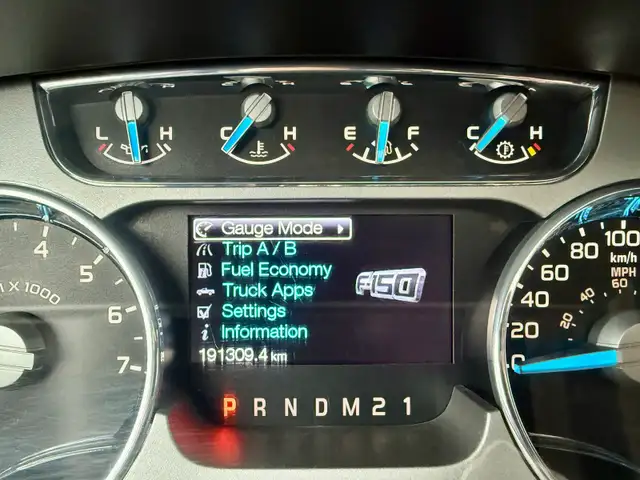 L H C H E F C H
4
5
6
7
X 1000
Gauge Mode
Trip A / B
Fuel Economy
Truck Apps
Settings
Information
191309.4 km
F-150
P R N D M 2 1
100
80
60
40
20
0
km/h
MPH
60
40
20